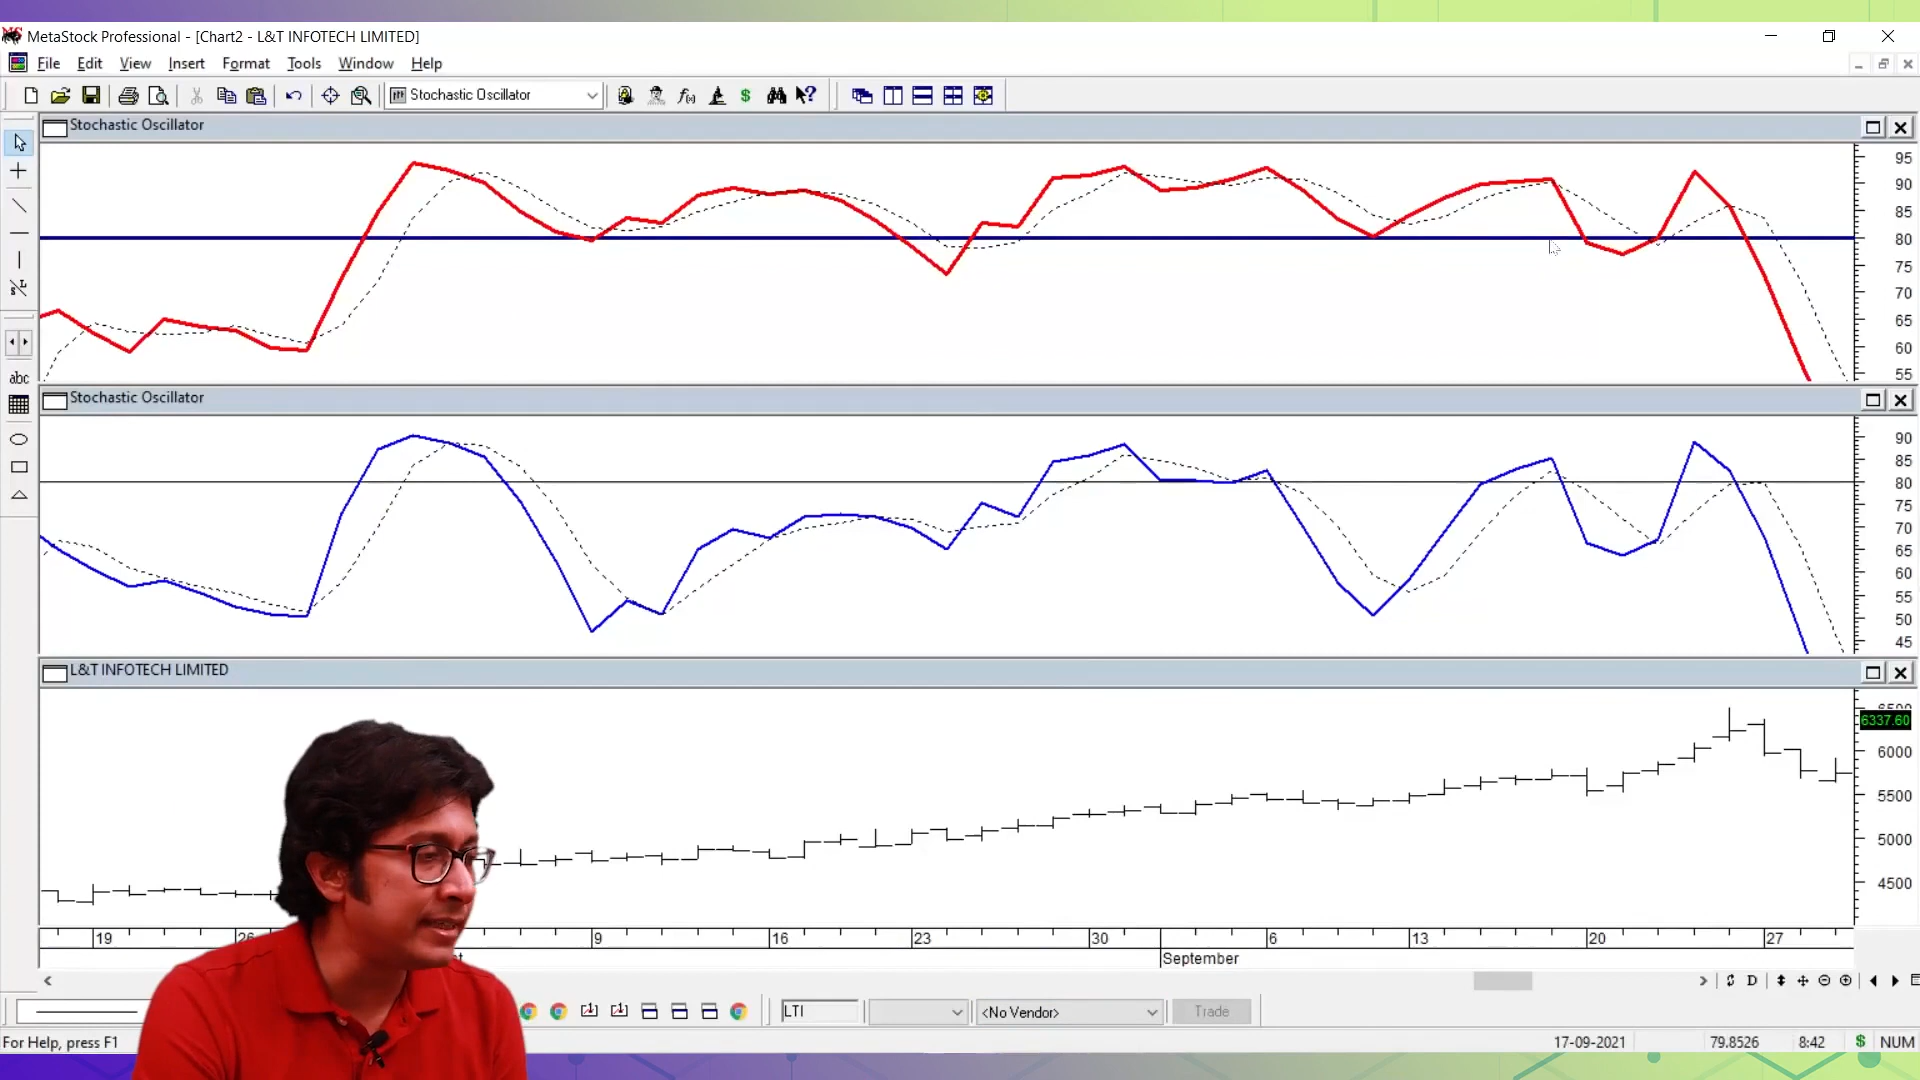 MetaStock Professional - [Chart2 - L&T INFOTECH LIMITED]
File Edit View Insert Format Tools Window Help
Stochastic Oscillator
Stochastic Oscillator
95
90
85
80
75
70
65
60
55
abc
Stochastic Oscillator
90
85
80
75
70
65
60
55
50
45
L&T INFOTECH LIMITED
6337.60
6000
5500
5000
4500
19 26 9 16 23 30 6 13 20 27
September
D
LTI <No Vendor> Trade
For Help, press F1 17-09-2021 79.8526 8:42 $ NUM